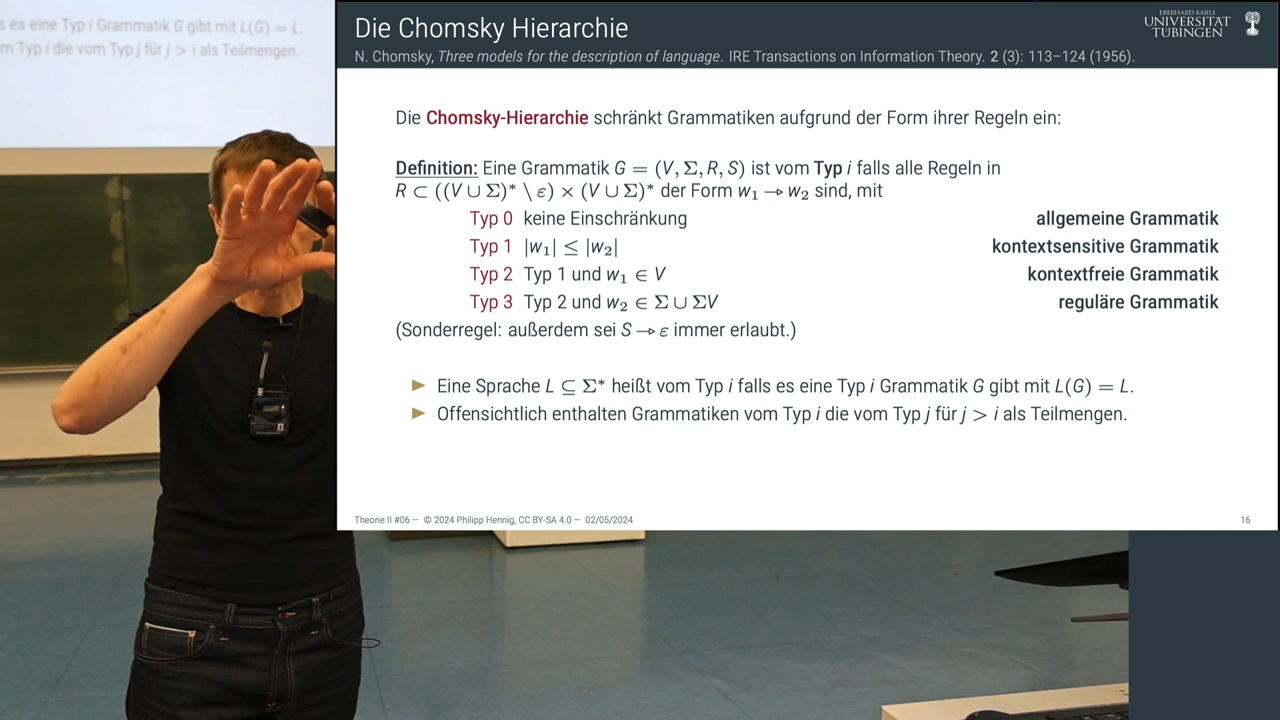 s es eine Typ i Grammatik G gibt mit L(G) = L.
m Typ i die vom Typ j für j > i als Teilmengen.
Die Chomsky Hierarchie
EBERHARD KARLS
UNIVERSITAT
TUBINGEN
N. Chomsky, Three models for the description of language. IRE Transactions on Information Theory. 2 (3): 113–124 (1956).
Die Chomsky-Hierarchie schränkt Grammatiken aufgrund der Form ihrer Regeln ein:
Definition: Eine Grammatik G = (V, Σ, R, S) ist vom Typ i falls alle Regeln in
R ⊂ ((V ∪ Σ)* \ ε) × (V ∪ Σ)* der Form w₁ → w₂ sind, mit
Typ 0 keine Einschränkung allgemeine Grammatik
Typ 1 |w₁| ≤ |w₂| kontextsensitive Grammatik
Typ 2 Typ 1 und w₁ ∈ V kontextfreie Grammatik
Typ 3 Typ 2 und w₂ ∈ Σ ∪ ΣV reguläre Grammatik
(Sonderregel: außerdem sei S → ε immer erlaubt.)
► Eine Sprache L ⊆ Σ* heißt vom Typ i falls es eine Typ i Grammatik G gibt mit L(G) = L.
► Offensichtlich enthalten Grammatiken vom Typ i die vom Typ j für j > i als Teilmengen.
Theorie II #06 — © 2024 Philipp Hennig, CC BY-SA 4.0 — 02/05/2024
16